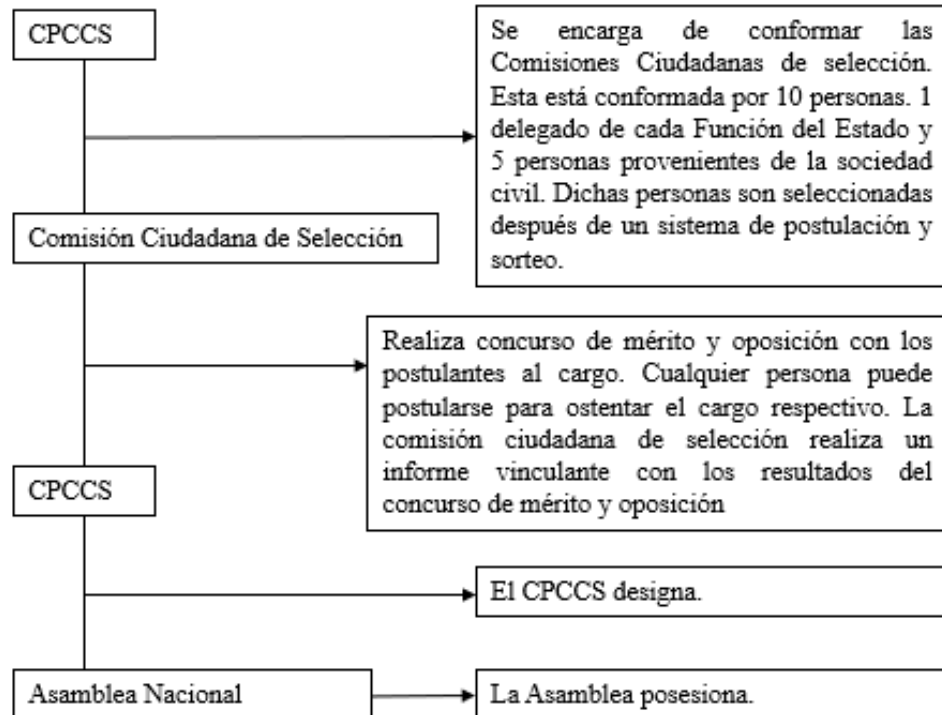 CPCCS
Se encarga de conformar las
Comisiones Ciudadanas de selección.
Esta está conformada por 10 personas. 1
delegado de cada Función del Estado y
5 personas provenientes de la sociedad
civil. Dichas personas son seleccionadas
después de un sistema de postulación y
sorteo.
Comisión Ciudadana de Selección
Realiza concurso de mérito y oposición con los
postulantes al cargo. Cualquier persona puede
postularse para ostentar el cargo respectivo. La
comisión ciudadana de selección realiza un
informe vinculante con los resultados del
concurso de mérito y oposición
CPCCS
El CPCCS designa.
Asamblea Nacional
La Asamblea posesiona.